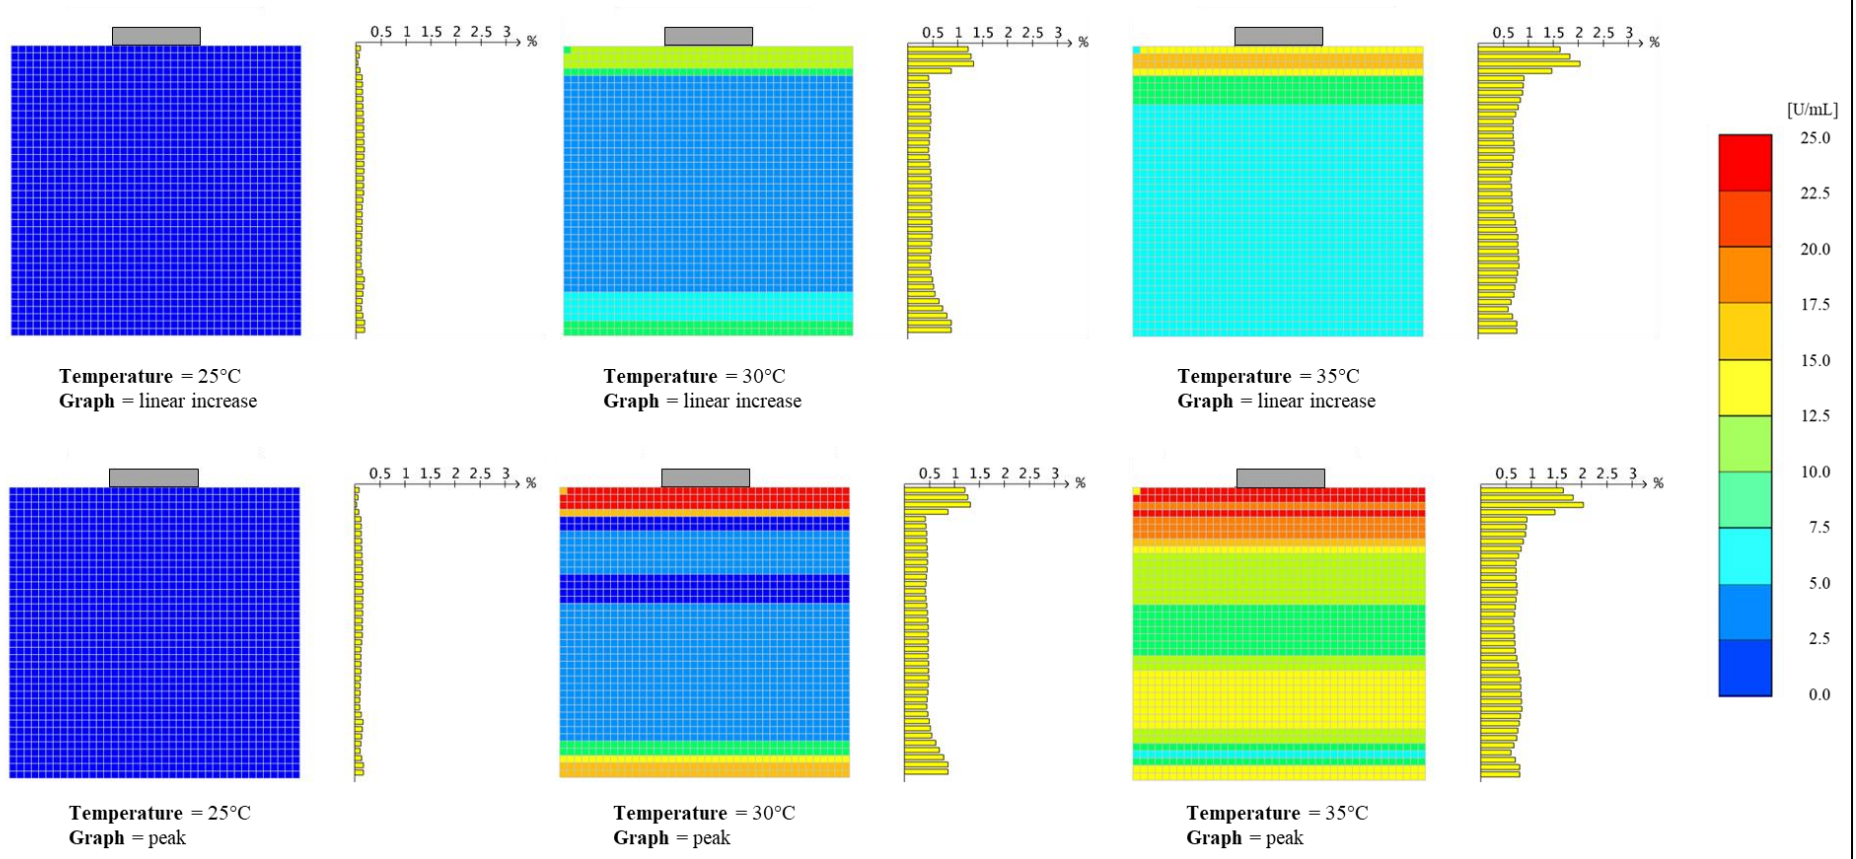 0.5 1 1.5 2 2.5 3 %
0.5 1 1.5 2 2.5 3 %
0.5 1 1.5 2 2.5 3 %
Temperature = 25°C
Graph = linear increase
Temperature = 30°C
Graph = linear increase
Temperature = 35°C
Graph = linear increase
0.5 1 1.5 2 2.5 3 %
0.5 1 1.5 2 2.5 3 %
0.5 1 1.5 2 2.5 3 %
Temperature = 25°C
Graph = peak
Temperature = 30°C
Graph = peak
Temperature = 35°C
Graph = peak
[U/mL]
25.0
22.5
20.0
17.5
15.0
12.5
10.0
7.5
5.0
2.5
0.0